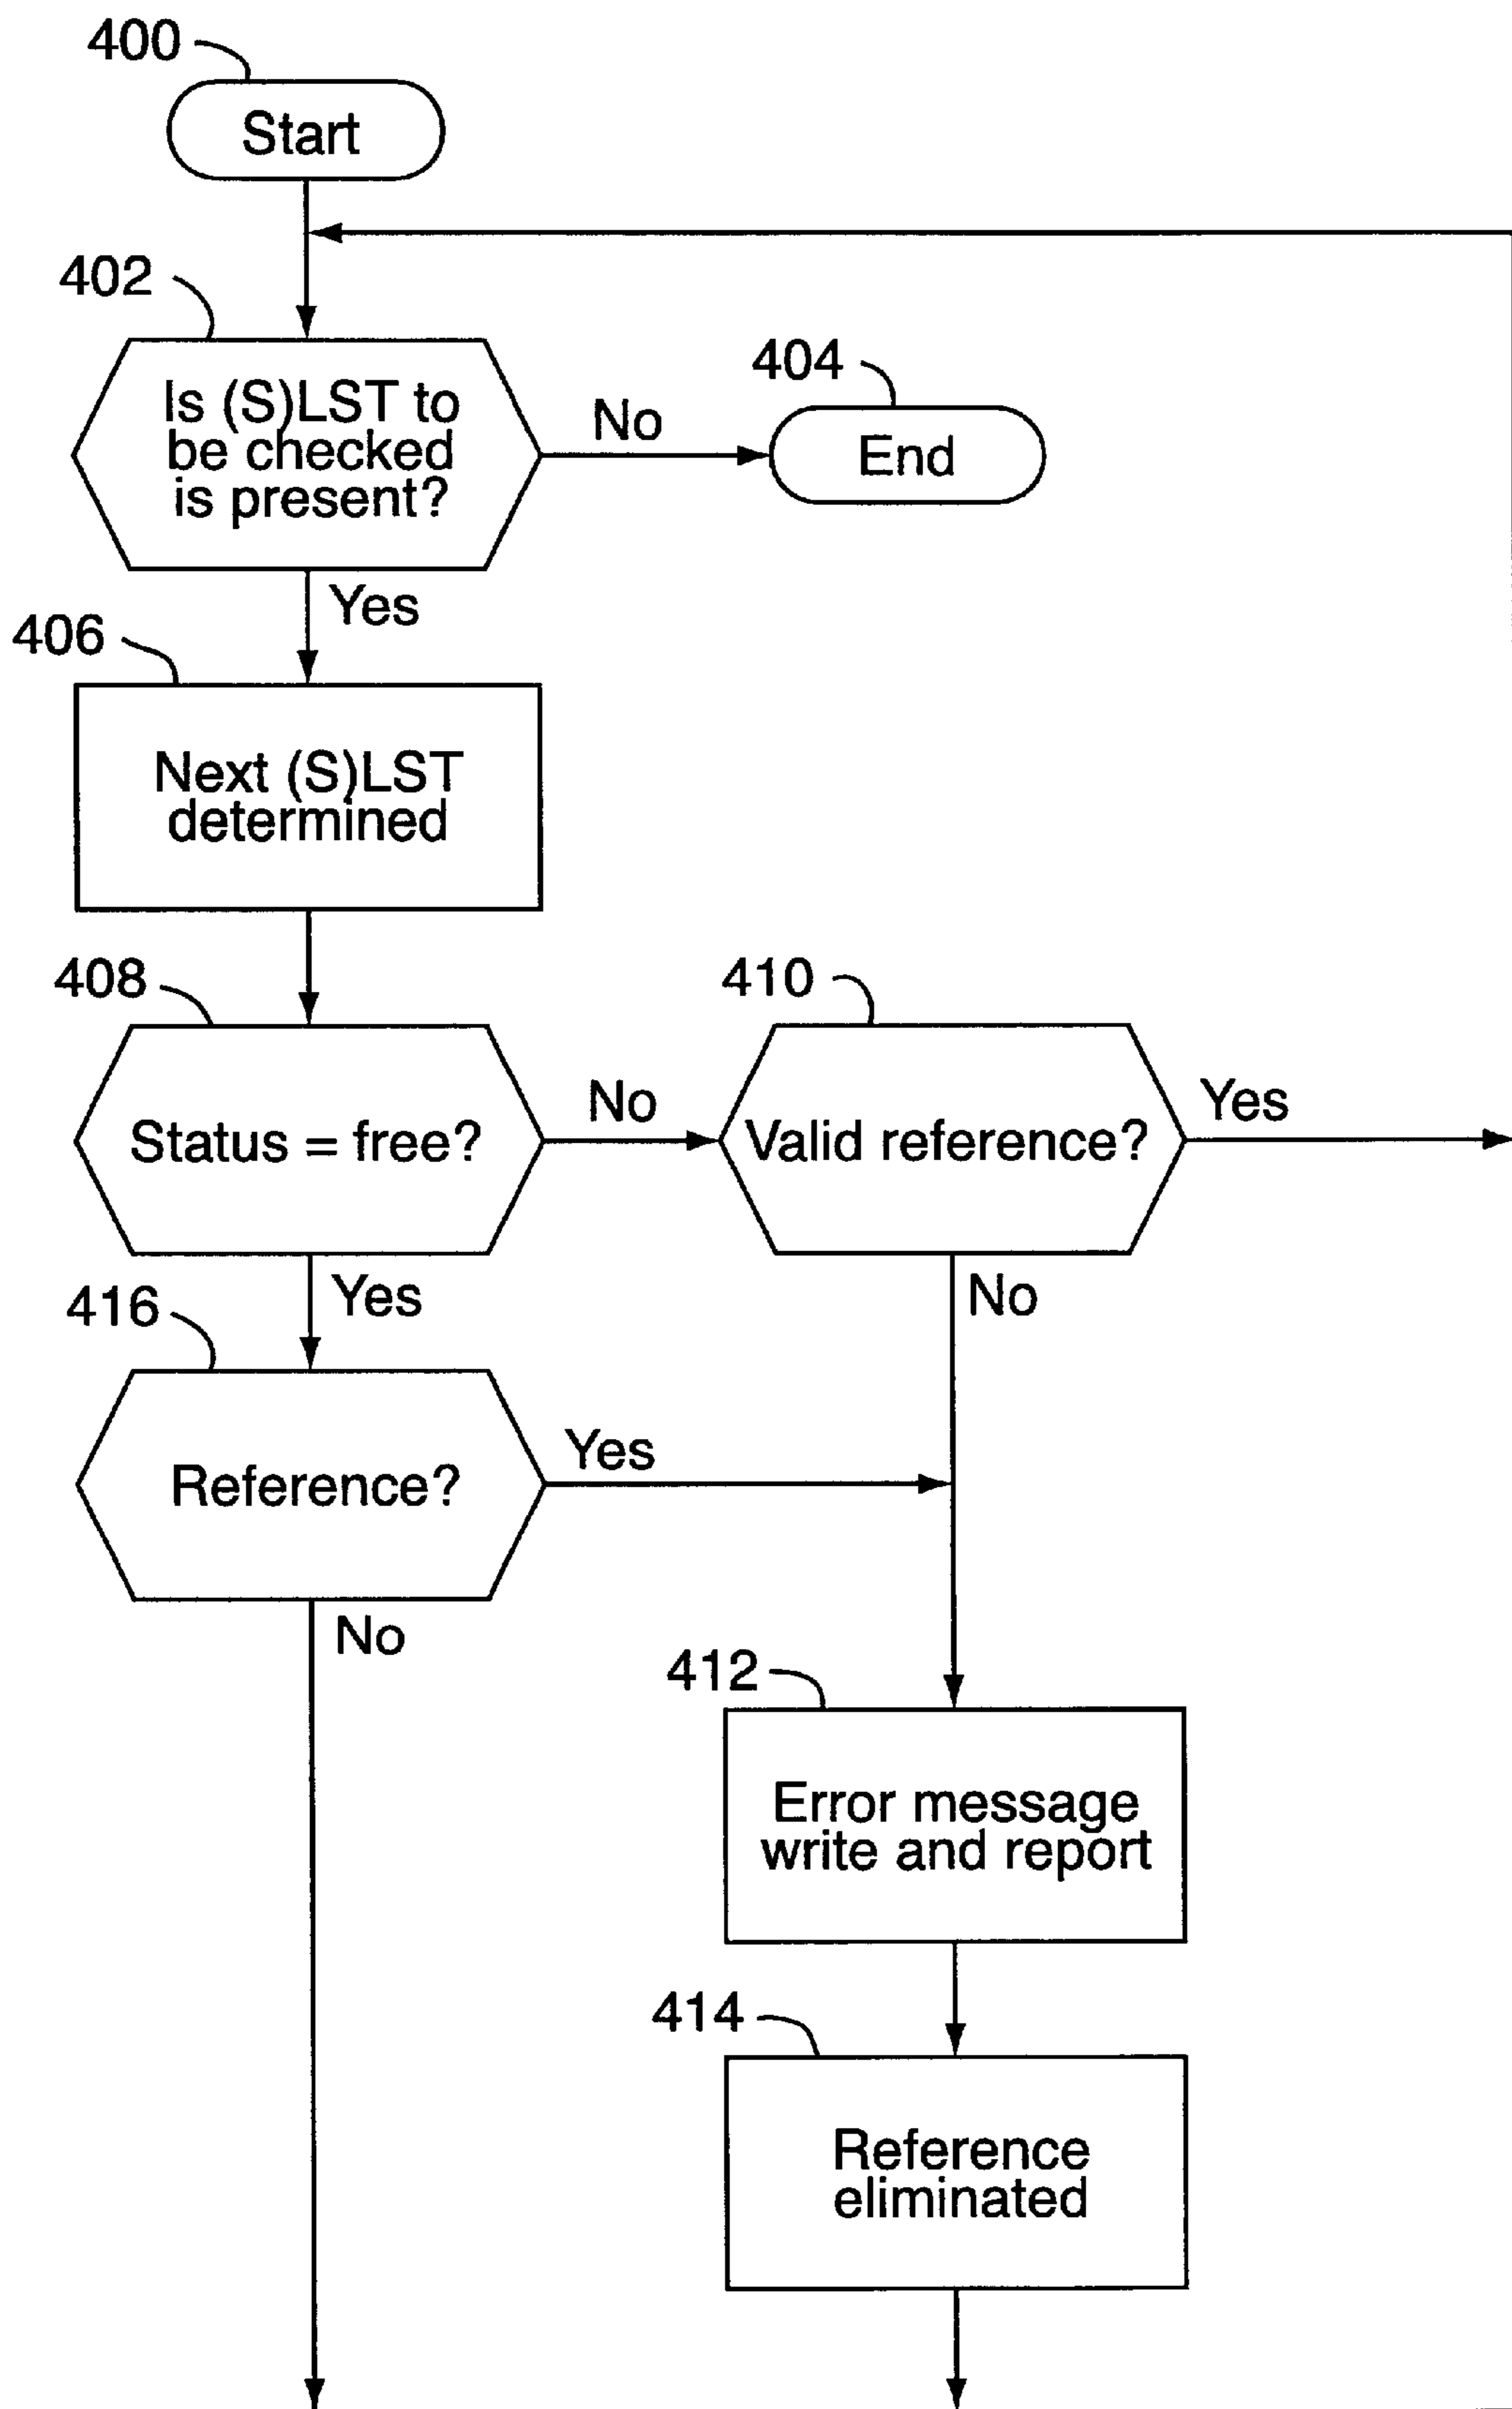 400
Start
402
Is (S)LST to
be checked
is present?
No
404
End
Yes
406
Next (S)LST
determined
408
Status = free?
No
410
Valid reference?
Yes
Yes
No
416
Reference?
Yes
No
412
Error message
write and report
414
Reference
eliminated